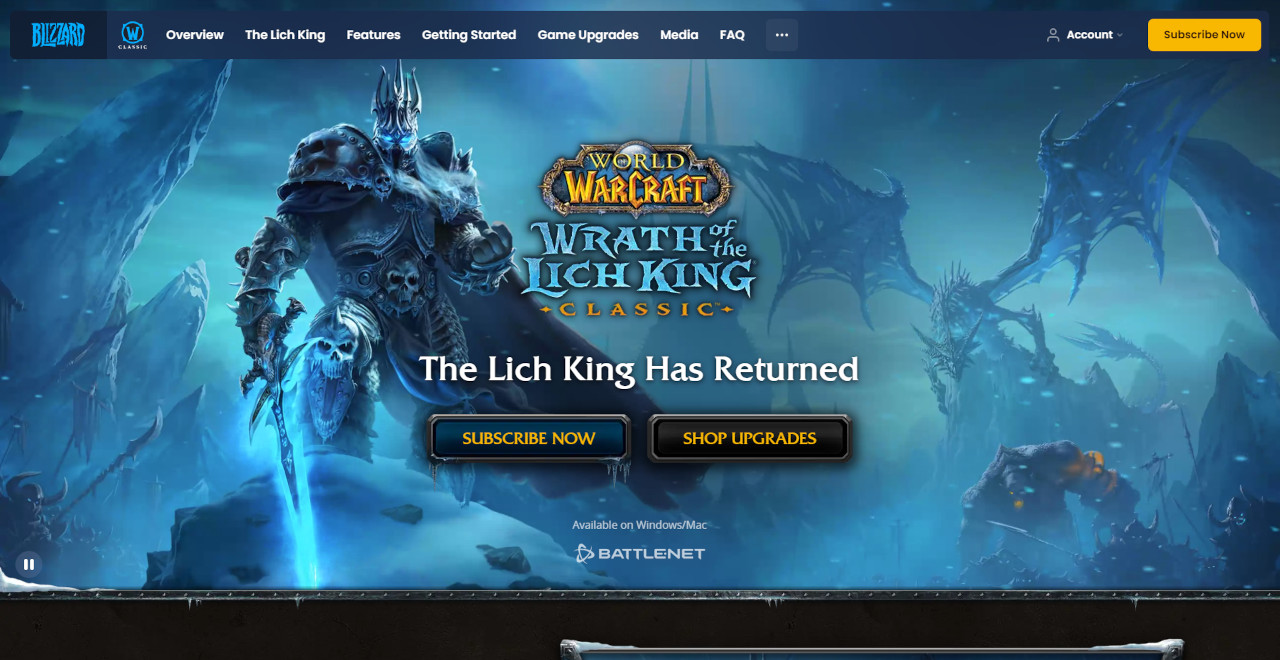 BLIZZARD
W
CLASSIC
Overview
The Lich King
Features
Getting Started
Game Upgrades
Media
FAQ
Account
Subscribe Now
WORLD
OF
WARCRAFT
WRATH of the
LICH KING
CLASSIC™
The Lich King Has Returned
SUBSCRIBE NOW
SHOP UPGRADES
Available on Windows/Mac
BATTLE.NET